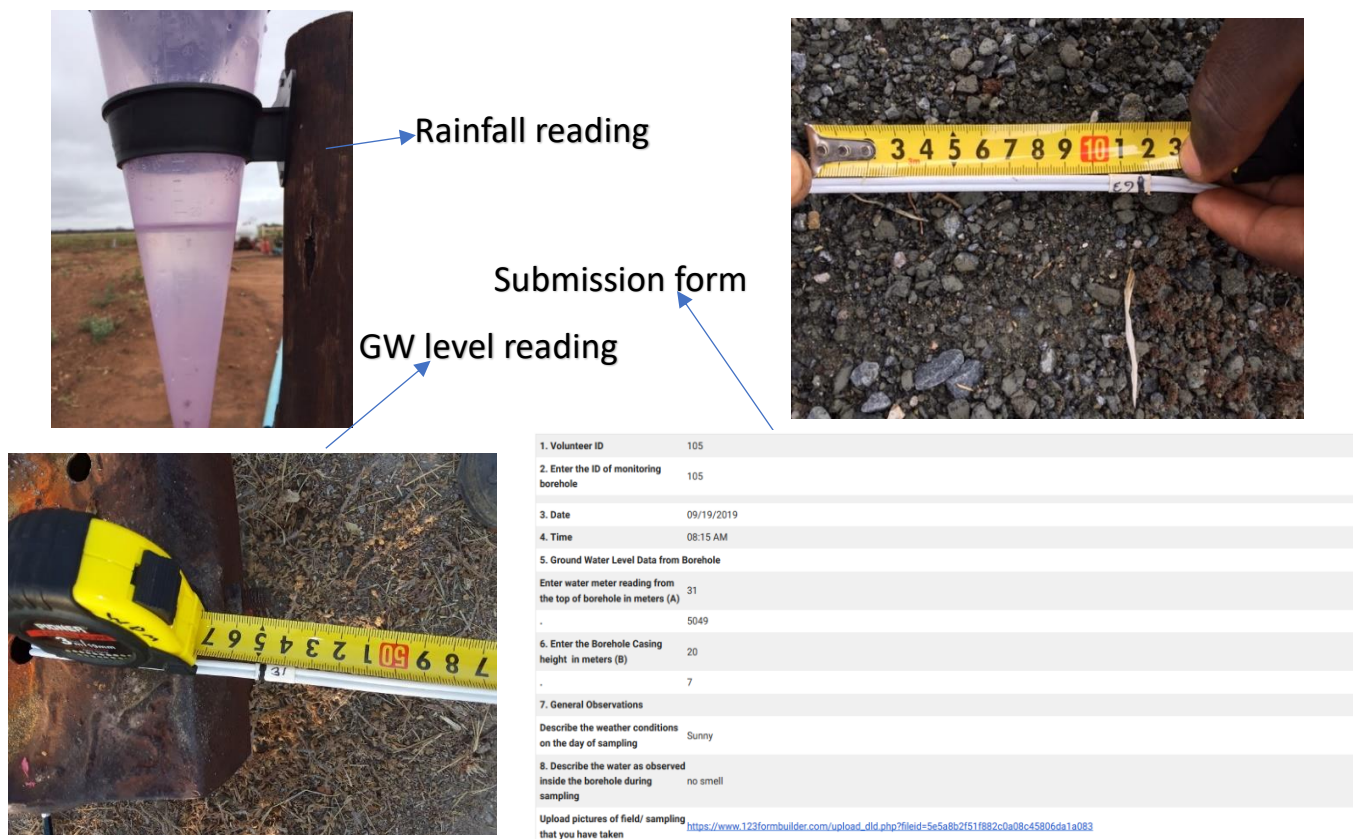 Rainfall reading
3 4 5 6 7 8 9 10 1 2 3
Submission form
GW level reading
1. Volunteer ID 105
2. Enter the ID of monitoring
borehole 105
3. Date 09/19/2019
4. Time 08:15 AM
5. Ground Water Level Data from Borehole
Enter water meter reading from
the top of borehole in meters (A) 31
. 5049
6. Enter the Borehole Casing
height in meters (B) 20
. 7
7. General Observations
Describe the weather conditions
on the day of sampling Sunny
8. Describe the water as observed
inside the borehole during
sampling no smell
Upload pictures of field/ sampling
that you have taken https://www.123formbuilder.com/upload_dld.php?fileid=5e5a8b2f51f882c0a08c45806da1a083
PIONEER
WDM
7 6 5 4 3 2 1 50 9 8 7
31